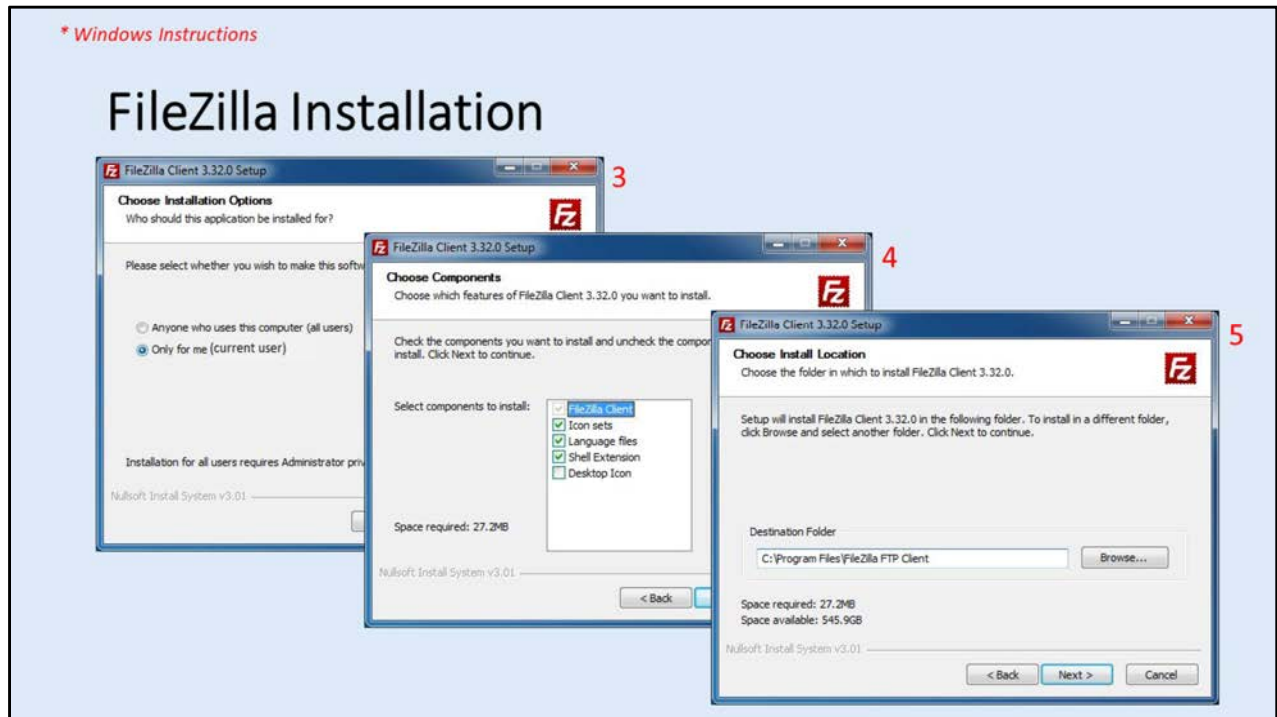 * Windows Instructions
FileZilla Installation
FileZilla Client 3.32.0 Setup
3
Choose Installation Options
Who should this application be installed for?
Fz
Please select whether you wish to make this softw
Anyone who uses this computer (all users)
Only for me (current user)
Installation for all users requires Administrator priv
Nullsoft Install System v3.01
FileZilla Client 3.32.0 Setup
4
Choose Components
Choose which features of FileZilla Client 3.32.0 you want to install.
Fz
Check the components you want to install and uncheck the compon
install. Click Next to continue.
Select components to install:
FileZilla Client
Icon sets
Language files
Shell Extension
Desktop Icon
Space required: 27.2MB
Nullsoft Install System v3.01
< Back
FileZilla Client 3.32.0 Setup
5
Choose Install Location
Choose the folder in which to install FileZilla Client 3.32.0.
Fz
Setup will install FileZilla Client 3.32.0 in the following folder. To install in a different folder,
click Browse and select another folder. Click Next to continue.
Destination Folder
C:\Program Files\FileZilla FTP Client
Browse...
Space required: 27.2MB
Space available: 545.9GB
Nullsoft Install System v3.01
< Back Next > Cancel